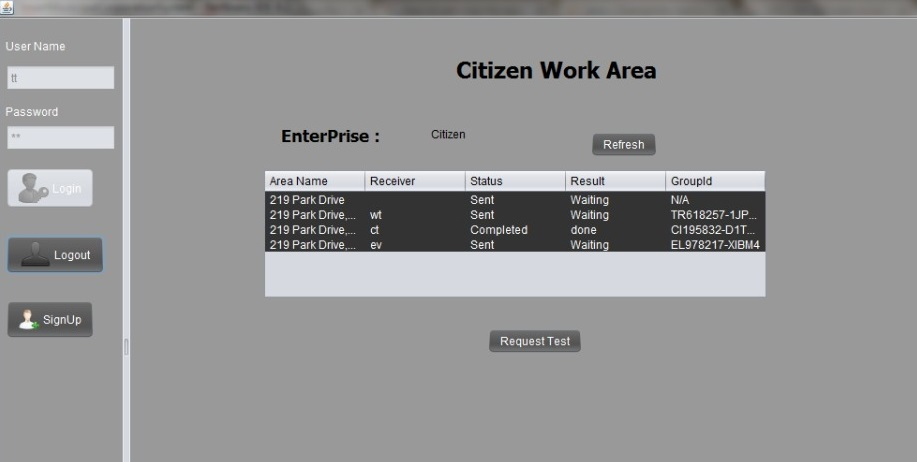 User Name
tt
Password
**
Login
Logout
SignUp
Citizen Work Area
EnterPrise : Citizen
Refresh
Area Name Receiver Status Result GroupId
219 Park Drive Sent Waiting N/A
219 Park Drive,... wt Sent Waiting TR618257-1JP...
219 Park Drive,... ct Completed done CI195832-D1T...
219 Park Drive,... ev Sent Waiting EL978217-XIBM4
Request Test